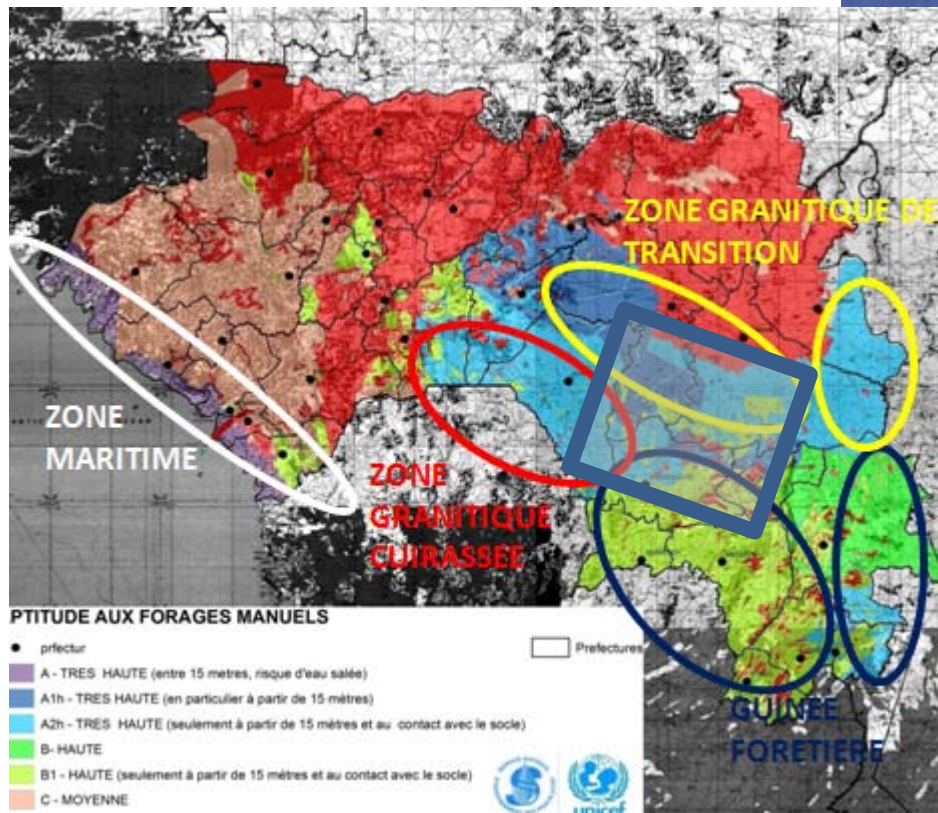 ZONE GRANITIQUE DE
TRANSITION
ZONE
MARITIME
ZONE
GRANITIQUE
CUIRASSEE
GUINEE
FORETIERE
PTITUDE AUX FORAGES MANUELS
prfectur
Prefectures
A - TRES HAUTE (entre 15 metres, risque d'eau salée)
A1h - TRES HAUTE (en particulier à partir de 15 mètres)
A2h - TRES HAUTE (seulement à partir de 15 mètres et au contact avec le socle)
B- HAUTE
B1 - HAUTE (seulement à partir de 15 mètres et au contact avec le socle)
C - MOYENNE
unicef